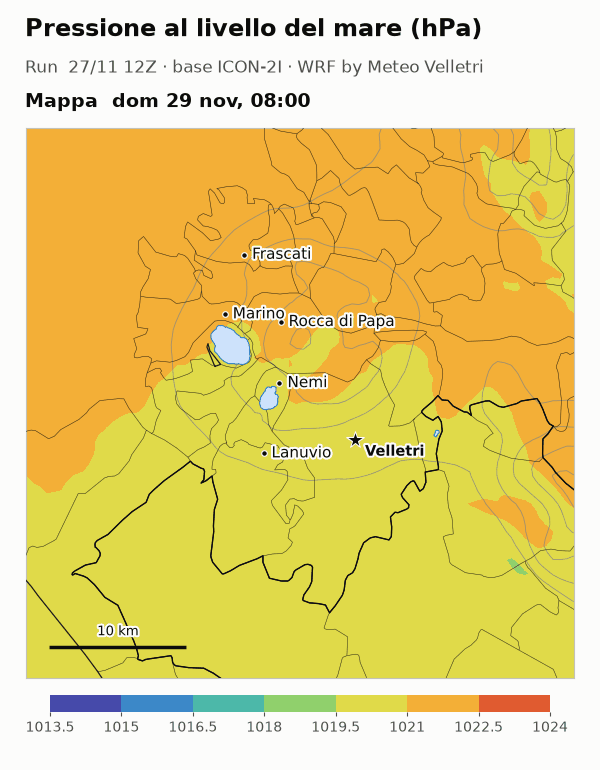 Pressione al livello del mare (hPa)
Run  27/11 12Z · base ICON-2I · WRF by Meteo Velletri
Mappa  dom 29 nov, 08:00
Frascati
Marino
Rocca di Papa
Nemi
Velletri
Lanuvio
10 km
1013.5 1015 1016.5 1018 1019.5 1021 1022.5 1024